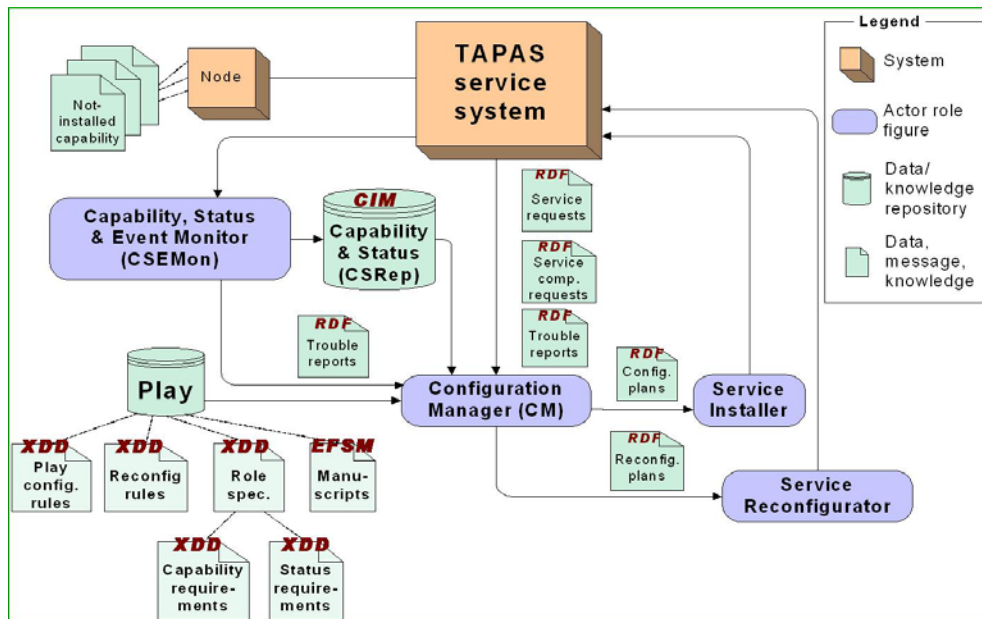 TAPAS
service
system
Node
Not-
installed
capability
Legend
System
Actor role
figure
Data/
knowledge
repository
Data,
message,
knowledge
Capability, Status
& Event Monitor
(CSEMon)
CIM
Capability
& Status
(CSRep)
RDF
Service
requests
RDF
Service
comp.
requests
RDF
Trouble
reports
RDF
Trouble
reports
Play
Configuration
Manager (CM)
RDF
Config.
plans
Service
Installer
RDF
Reconfig.
plans
Service
Reconfigurator
XDD
Play
config.
rules
XDD
Reconfig
rules
XDD
Role
spec.
EFSM
Manu-
scripts
XDD
Capability
require-
ments
XDD
Status
require-
ments